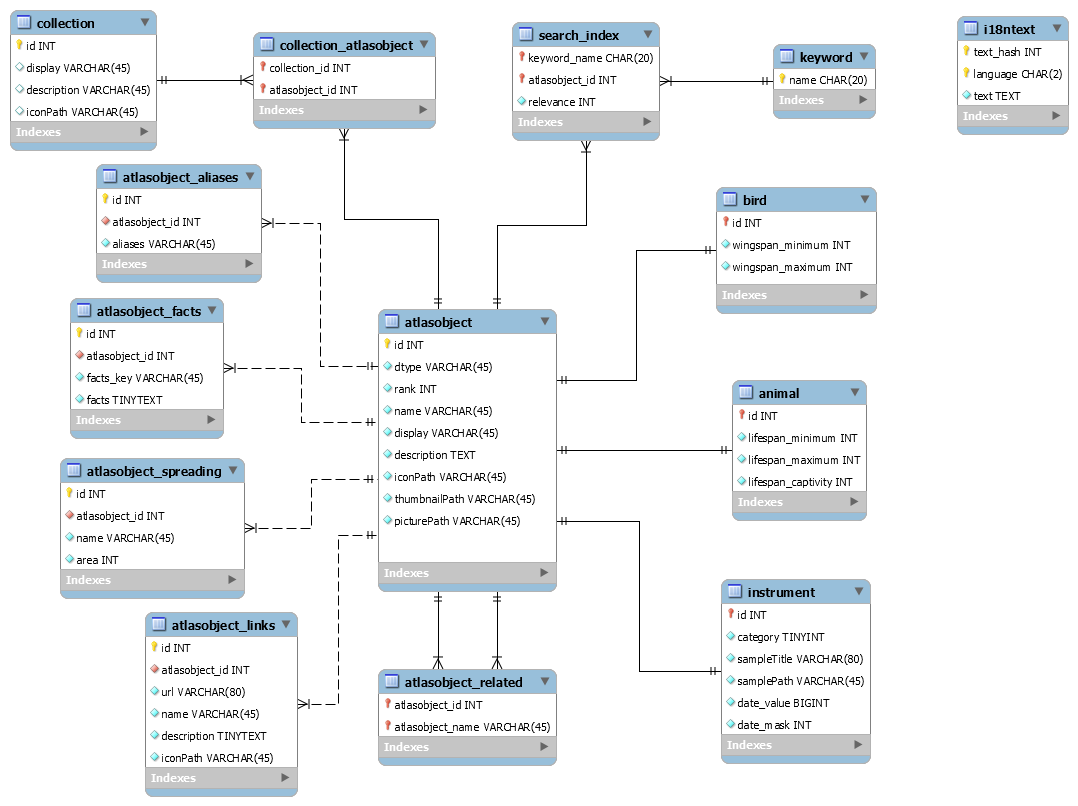 collection
id INT
display VARCHAR(45)
description VARCHAR(45)
iconPath VARCHAR(45)
Indexes
collection_atlasobject
collection_id INT
atlasobject_id INT
Indexes
search_index
keyword_name CHAR(20)
atlasobject_id INT
relevance INT
Indexes
keyword
name CHAR(20)
Indexes
i18ntext
text_hash INT
language CHAR(2)
text TEXT
Indexes
atlasobject_aliases
id INT
atlasobject_id INT
aliases VARCHAR(45)
Indexes
bird
id INT
wingspan_minimum INT
wingspan_maximum INT
Indexes
atlasobject_facts
id INT
atlasobject_id INT
facts_key VARCHAR(45)
facts TINYTEXT
Indexes
atlasobject
id INT
dtype VARCHAR(45)
rank INT
name VARCHAR(45)
display VARCHAR(45)
description TEXT
iconPath VARCHAR(45)
thumbnailPath VARCHAR(45)
picturePath VARCHAR(45)
Indexes
animal
id INT
lifespan_minimum INT
lifespan_maximum INT
lifespan_captivity INT
Indexes
atlasobject_spreading
id INT
atlasobject_id INT
name VARCHAR(45)
area INT
Indexes
instrument
id INT
category TINYINT
sampleTitle VARCHAR(80)
samplePath VARCHAR(45)
date_value BIGINT
date_mask INT
Indexes
atlasobject_links
id INT
atlasobject_id INT
url VARCHAR(80)
name VARCHAR(45)
description TINYTEXT
iconPath VARCHAR(45)
Indexes
atlasobject_related
atlasobject_id INT
atlasobject_name VARCHAR(45)
Indexes